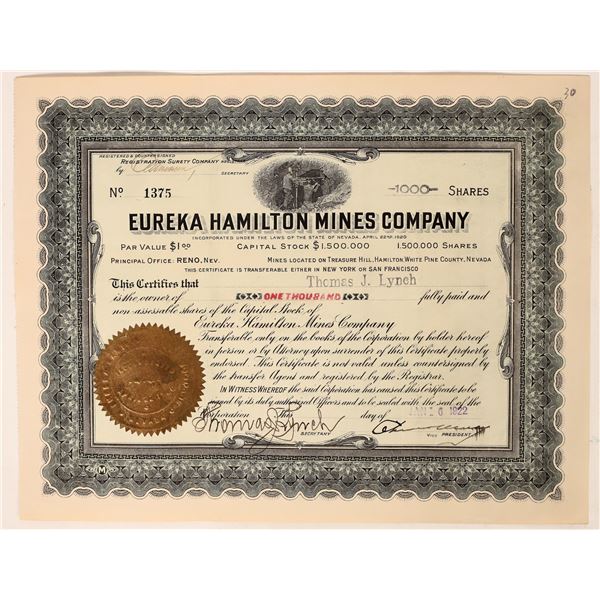 30
REGISTERED & COUNTERSIGNED
REGISTRATION SURETY COMPANY
by
SECRETARY
No 1375 -1000- SHARES
EUREKA HAMILTON MINES COMPANY
INCORPORATED UNDER THE LAWS OF THE STATE OF NEVADA, APRIL 22ND 1920
PAR VALUE $1.00 CAPITAL STOCK $1,500,000 1,500,000 SHARES
PRINCIPAL OFFICE: RENO, NEV. MINES LOCATED ON TREASURE HILL, HAMILTON, WHITE PINE COUNTY, NEVADA
THIS CERTIFICATE IS TRANSFERABLE EITHER IN NEW YORK OR SAN FRANCISCO
This Certifies that Thomas J. Lynch
is the owner of ONE THOUSAND fully paid and
non-assessable shares of the Capital Stock of
Eureka Hamilton Mines Company
Transferable only on the books of the Corporation by holder hereof
in person or by Attorney upon surrender of this Certificate properly
endorsed. This Certificate is not valid unless countersigned by
the transfer Agent and registered by the Registrar.
IN WITNESS WHEREOF the said Corporation has caused this Certificate to be
signed by its duly authorized Officers and to be sealed with the seal of the
Corporation This day of JAN 16 1922
Thomas J. Lynch
SECRETARY VICE PRESIDENT
M